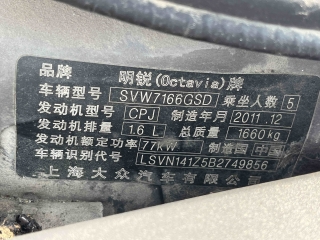 品牌 明锐(Octavia)牌
车辆型号 SVW7166GSD 乘坐人数 5
发动机型号 CPJ 制造年月 2011.12
发动机排量 1.6 L 总质量 1660kg
发动机额定功率 77kW 制造国 中国
车辆识别代号 LSVN141Z5B2749856
上海大众汽车有限公司